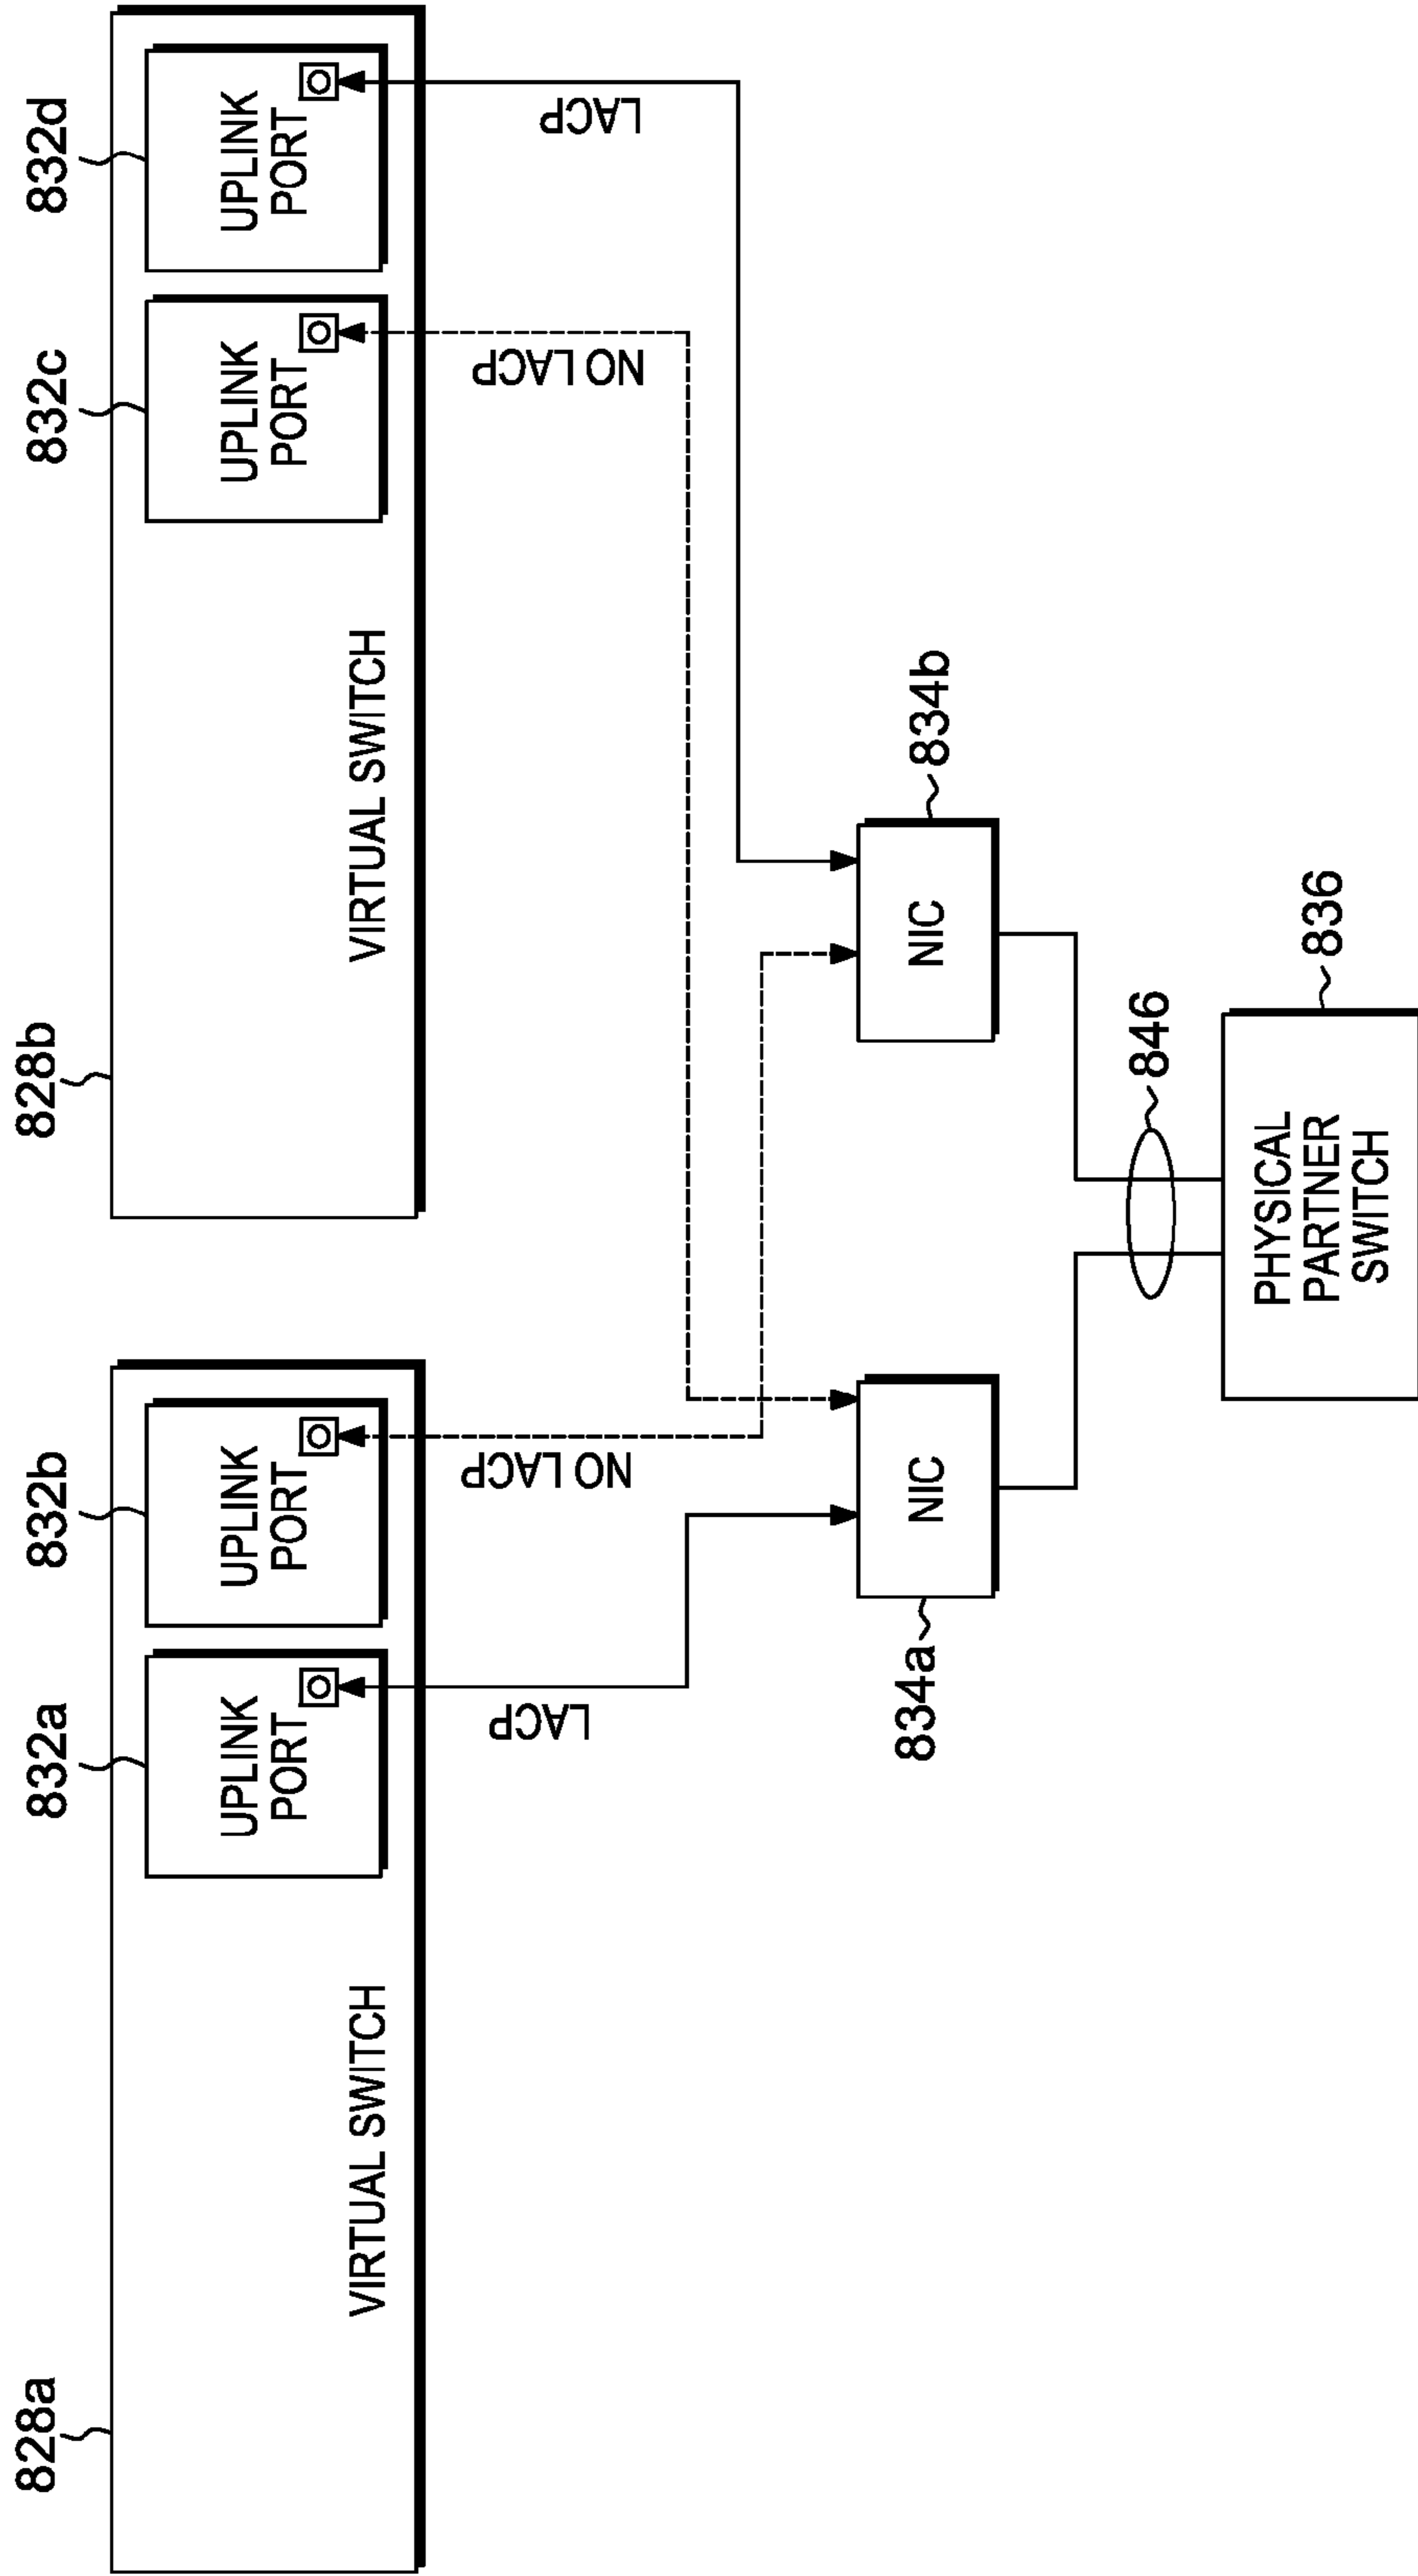 828a
832a
832b
828b
832c
832d
UPLINK
PORT
UPLINK
PORT
UPLINK
PORT
UPLINK
PORT
VIRTUAL SWITCH
VIRTUAL SWITCH
LACP
NO LACP
NO LACP
LACP
834a
NIC
NIC
834b
846
PHYSICAL
PARTNER
SWITCH
836